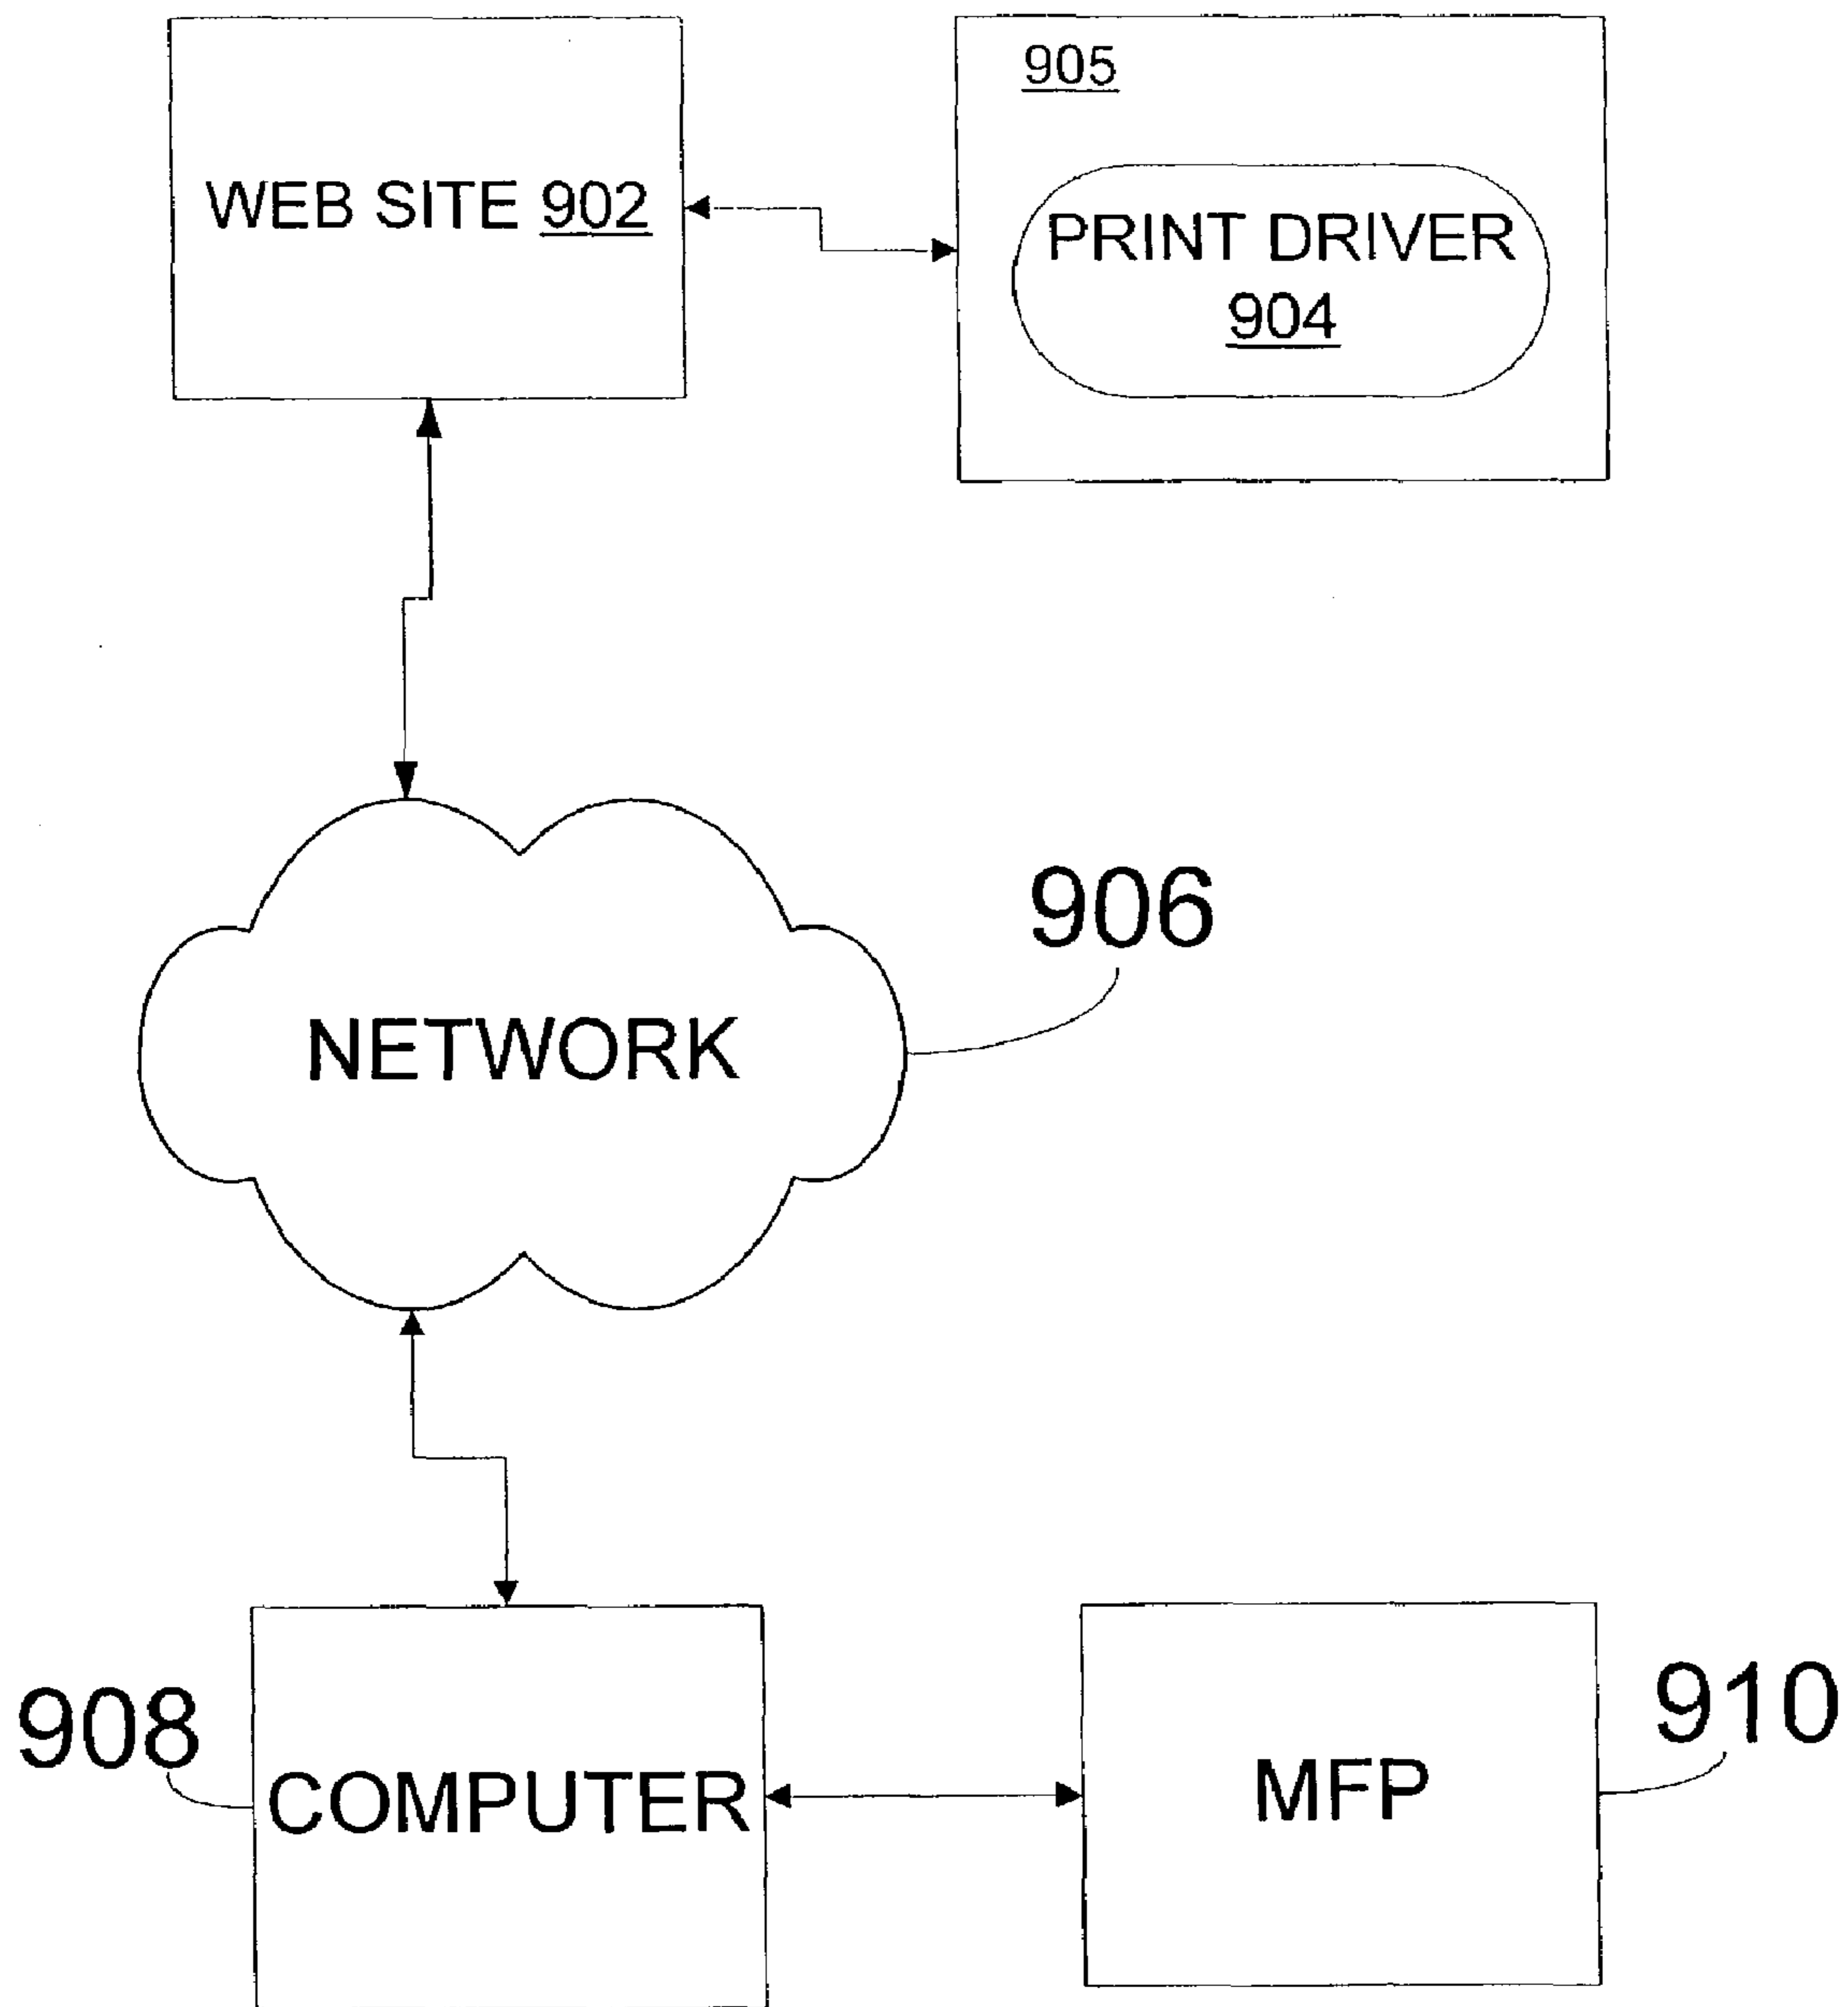 905
WEB SITE 902
PRINT DRIVER
904
906
NETWORK
908
COMPUTER
MFP
910